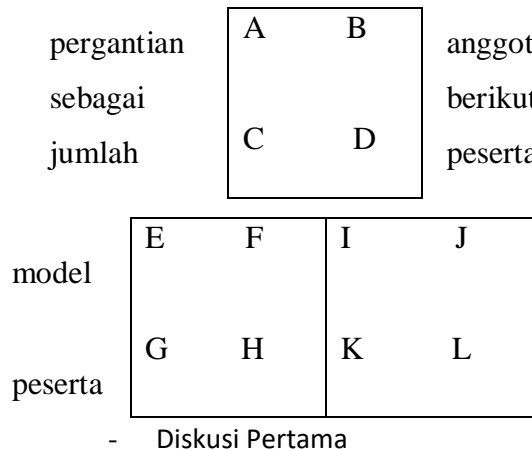 pergantian A B anggot
sebagai berikut
jumlah C D peserta
E F I J
model
G H K L
peserta
- Diskusi Pertama